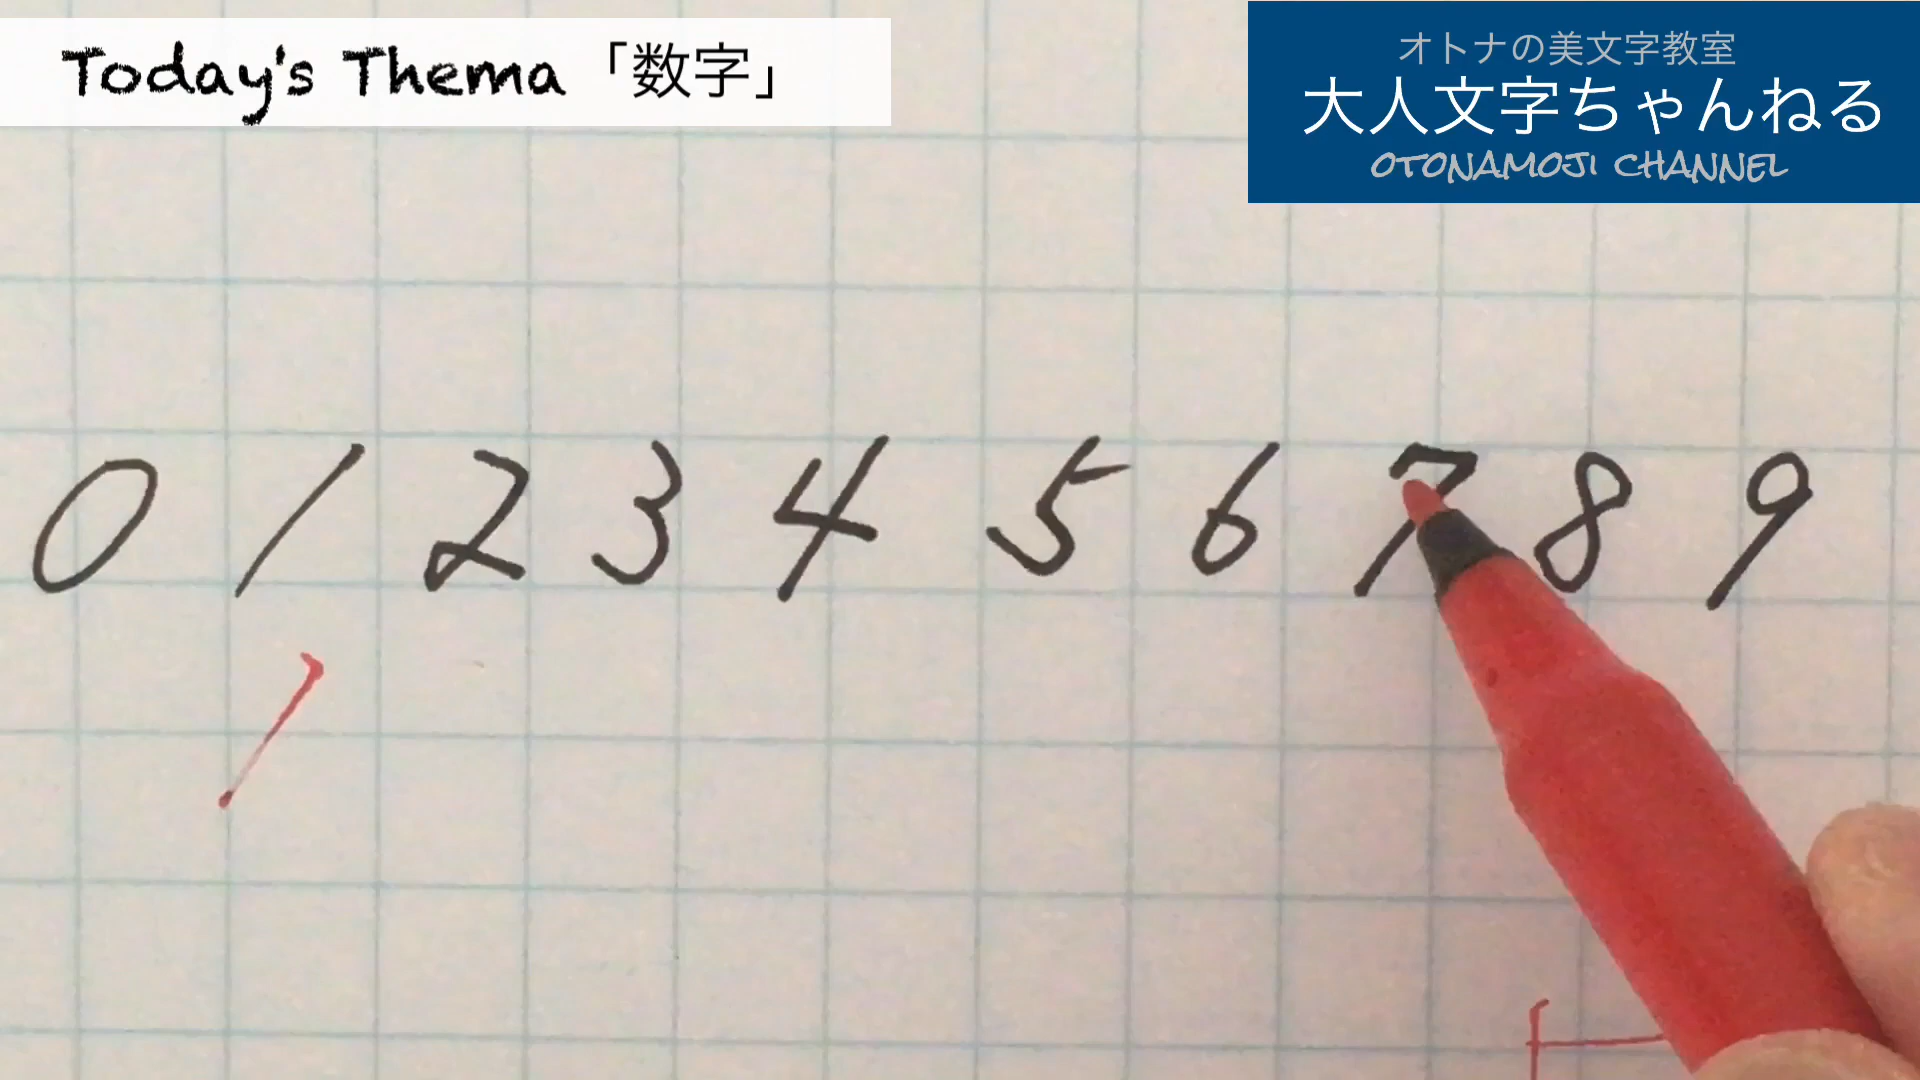 Today's Thema「数字」
オトナの美文字教室
大人文字ちゃんねる
OTONAMOJI CHANNEL
0 1 2 3 4 5 6 7 8 9
1